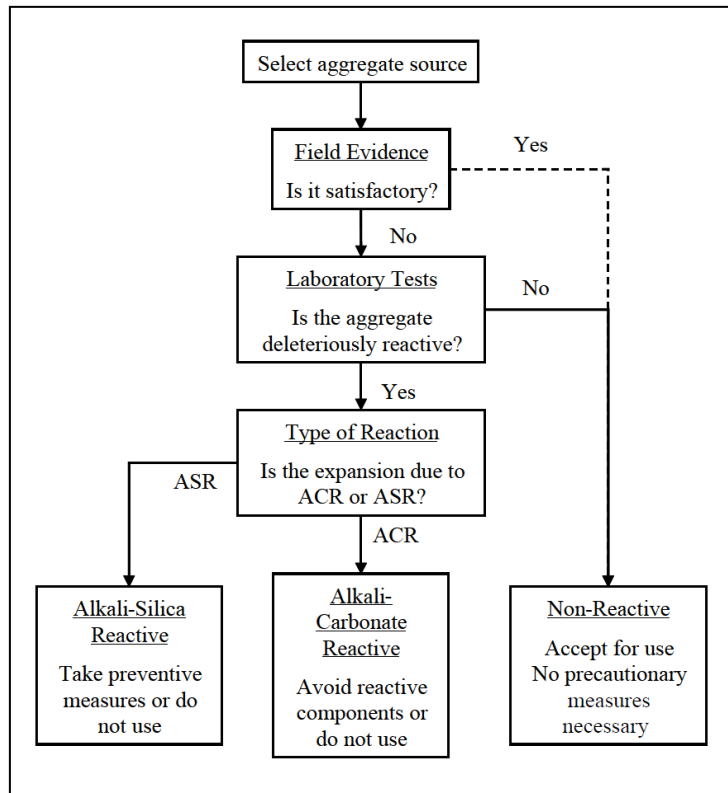 Select aggregate source
Field Evidence
Is it satisfactory?
Yes
No
Laboratory Tests
Is the aggregate
deleteriously reactive?
No
Yes
Type of Reaction
Is the expansion due to
ACR or ASR?
ASR
ACR
Alkali-Silica
Reactive
Take preventive
measures or do
not use
Alkali-
Carbonate
Reactive
Avoid reactive
components or
do not use
Non-Reactive
Accept for use
No precautionary
measures
necessary